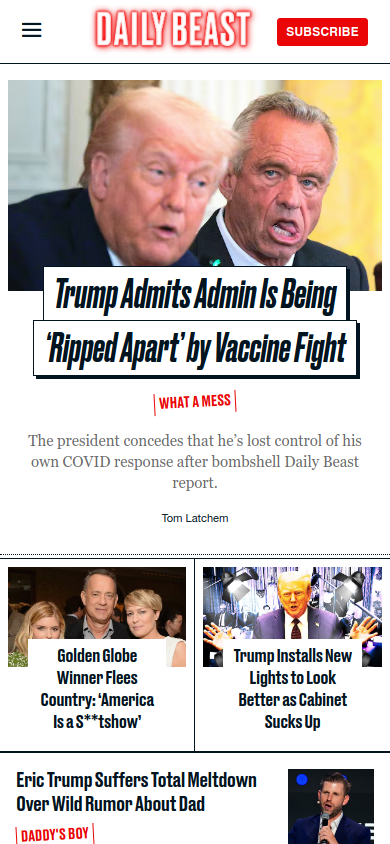 DAILY BEAST
SUBSCRIBE
Trump Admits Admin Is Being
‘Ripped Apart’ by Vaccine Fight
WHAT A MESS
The president concedes that he’s lost control of his
own COVID response after bombshell Daily Beast
report.
Tom Latchem
Golden Globe
Winner Flees
Country: ‘America
Is a S**tshow’
Trump Installs New
Lights to Look
Better as Cabinet
Sucks Up
Eric Trump Suffers Total Meltdown
Over Wild Rumor About Dad
DADDY'S BOY